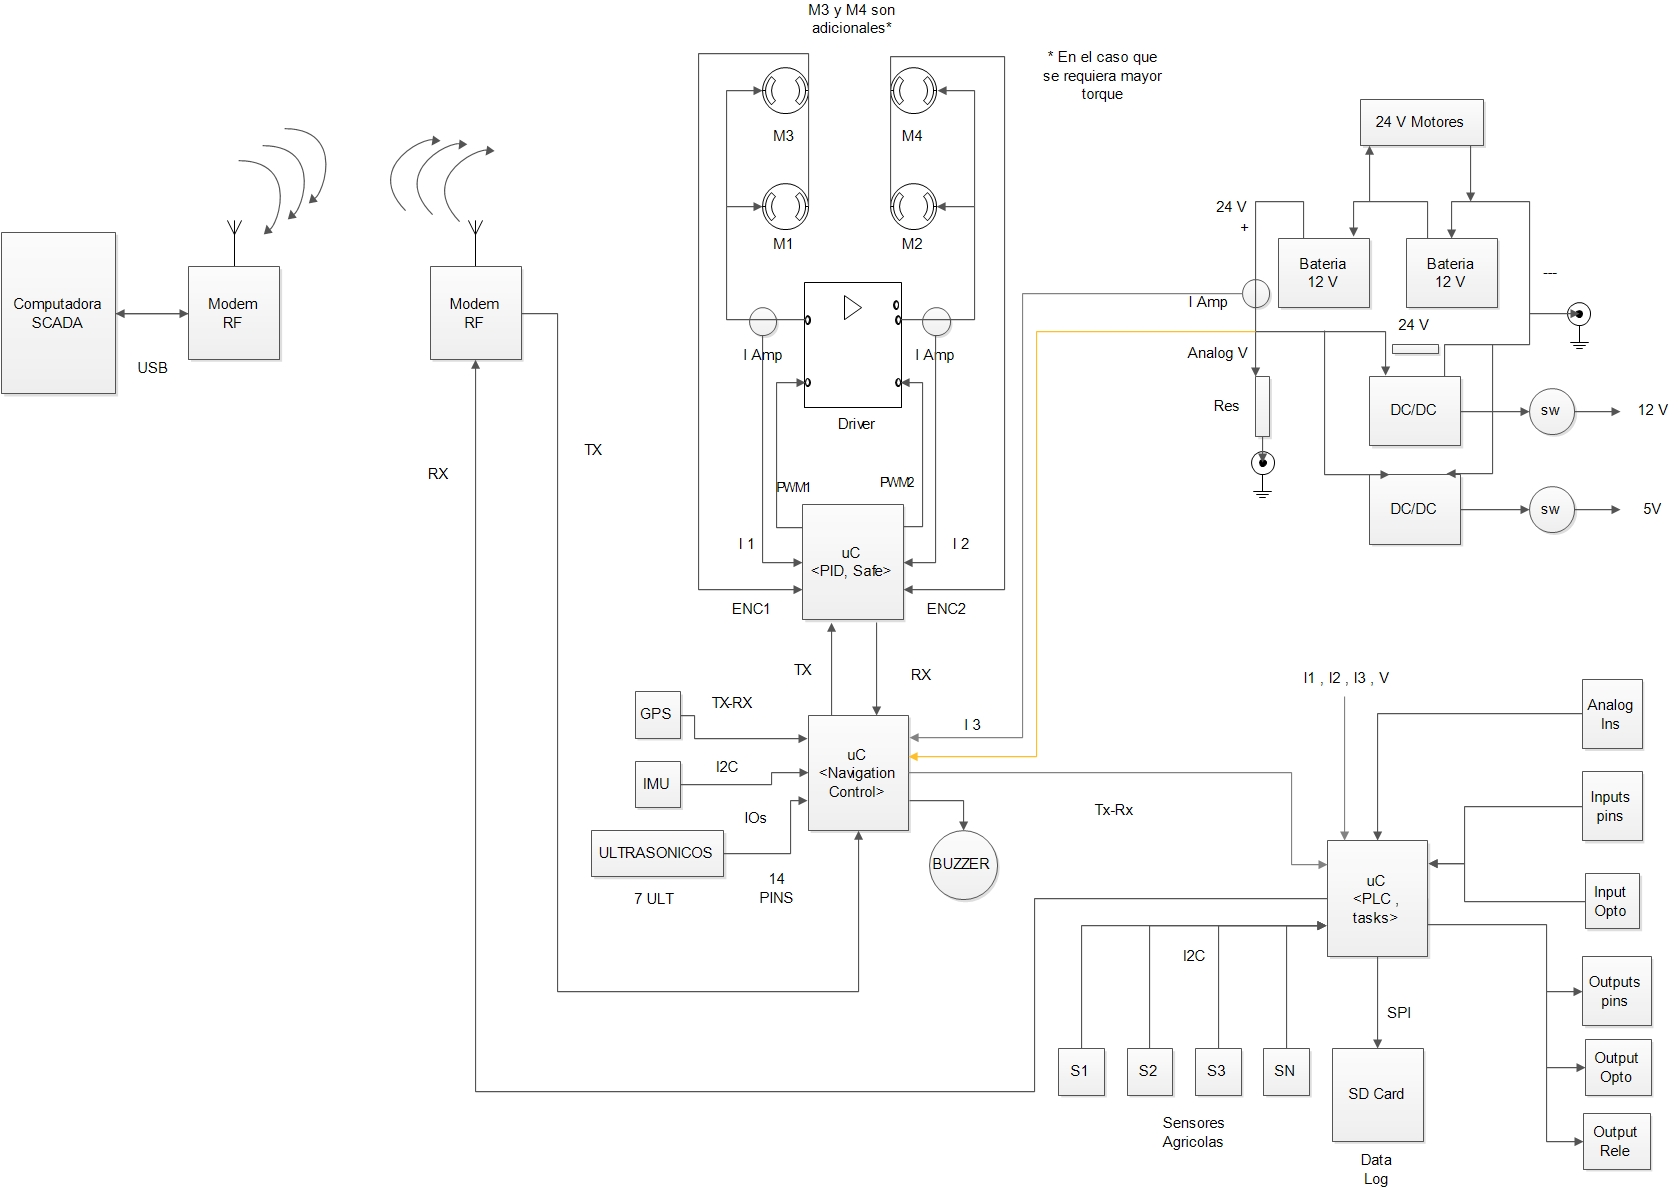 M3 y M4 son
adicionales*
* En el caso que
se requiera mayor
torque
M3
M4
M1
M2
24 V Motores
24 V
+
Bateria
12 V
Bateria
12 V
---
Computadora
SCADA
USB
Modem
RF
Modem
RF
I Amp
I Amp
Driver
I Amp
24 V
Analog V
Res
DC/DC
sw
12 V
DC/DC
sw
5V
TX
RX
PWM1
PWM2
I 1
I 2
uC
<PID, Safe>
ENC1
ENC2
TX
RX
GPS
TX-RX
I 3
IMU
I2C
uC
<Navigation
Control>
IOs
ULTRASONICOS
7 ULT
14
PINS
BUZZER
Tx-Rx
I1 , I2 , I3 , V
Analog
Ins
Inputs
pins
Input
Opto
uC
<PLC ,
tasks>
I2C
SPI
Outputs
pins
Output
Opto
Output
Rele
S1
S2
S3
SN
Sensores
Agricolas
SD Card
Data
Log